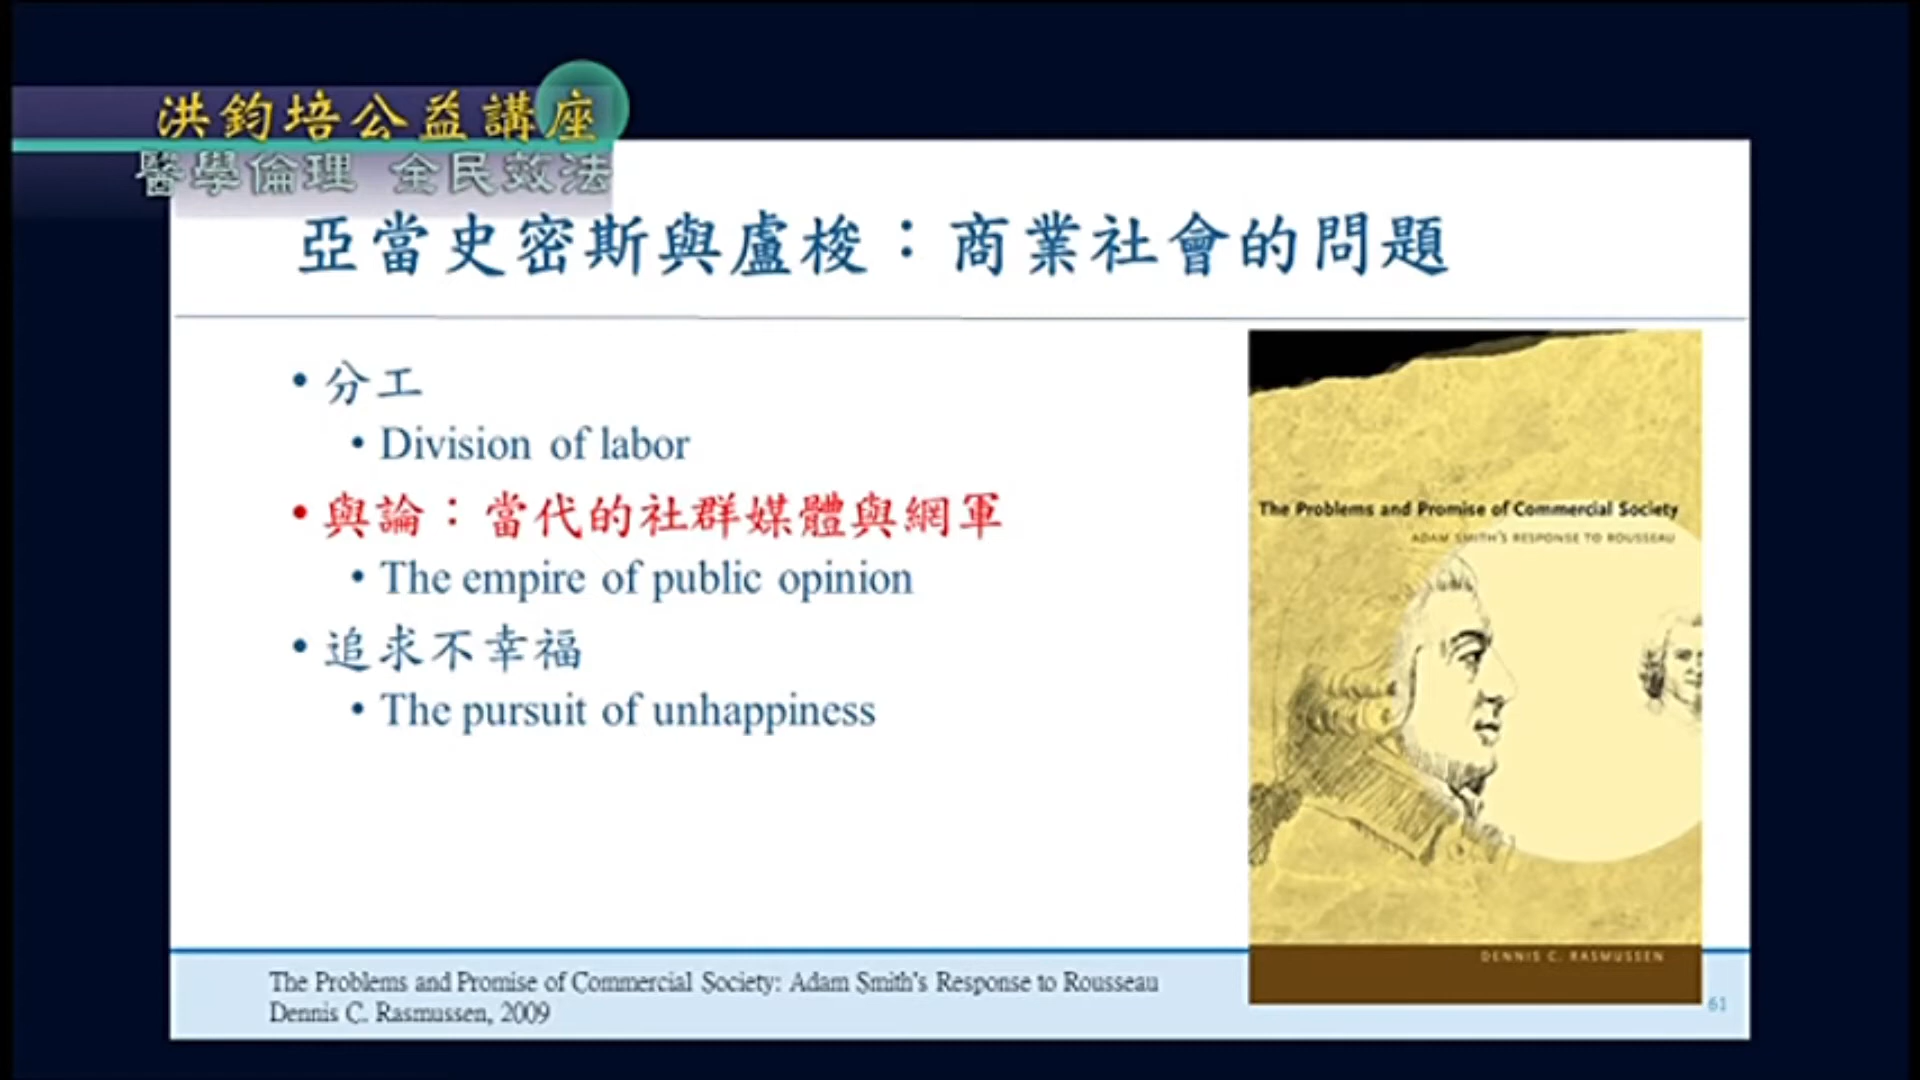 洪鈞培公益講座
醫學倫理 全民效法
亞當史密斯與盧梭：商業社會的問題
• 分工
• Division of labor
• 輿論：當代的社群媒體與網軍
• The empire of public opinion
• 追求不幸福
• The pursuit of unhappiness
The Problems and Promise of Commercial Society
ADAM SMITH'S RESPONSE TO ROUSSEAU
DENNIS C. RASMUSSEN
The Problems and Promise of Commercial Society: Adam Smith's Response to Rousseau
Dennis C. Rasmussen, 2009
61